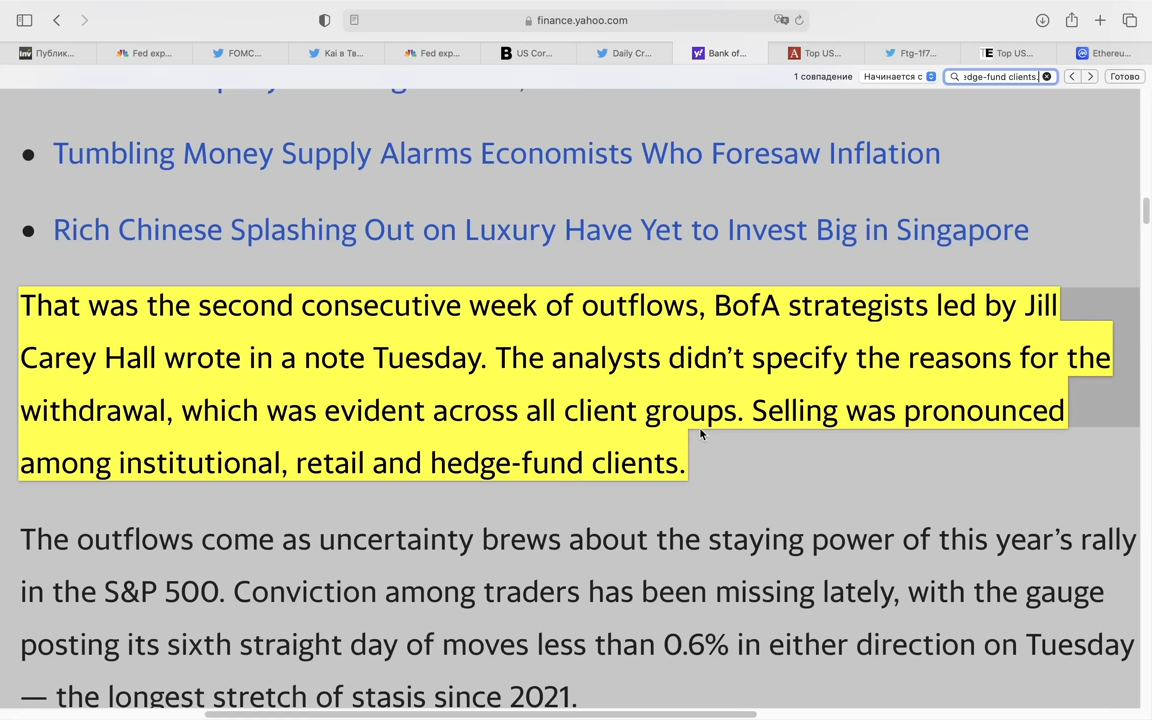 finance.yahoo.com
Публик...
Fed exp...
FOMC...
Kai в Тв...
Fed exp...
US Cor...
Daily Cr...
Bank of...
Top US...
Ftg-1f7...
Top US...
Ethereu...
1 совпадение
Начинается с
edge-fund clients.
Готово
Tumbling Money Supply Alarms Economists Who Foresaw Inflation
Rich Chinese Splashing Out on Luxury Have Yet to Invest Big in Singapore
That was the second consecutive week of outflows, BofA strategists led by Jill
Carey Hall wrote in a note Tuesday. The analysts didn’t specify the reasons for the
withdrawal, which was evident across all client groups. Selling was pronounced
among institutional, retail and hedge-fund clients.
The outflows come as uncertainty brews about the staying power of this year’s rally
in the S&P 500. Conviction among traders has been missing lately, with the gauge
posting its sixth straight day of moves less than 0.6% in either direction on Tuesday
— the longest stretch of stasis since 2021.